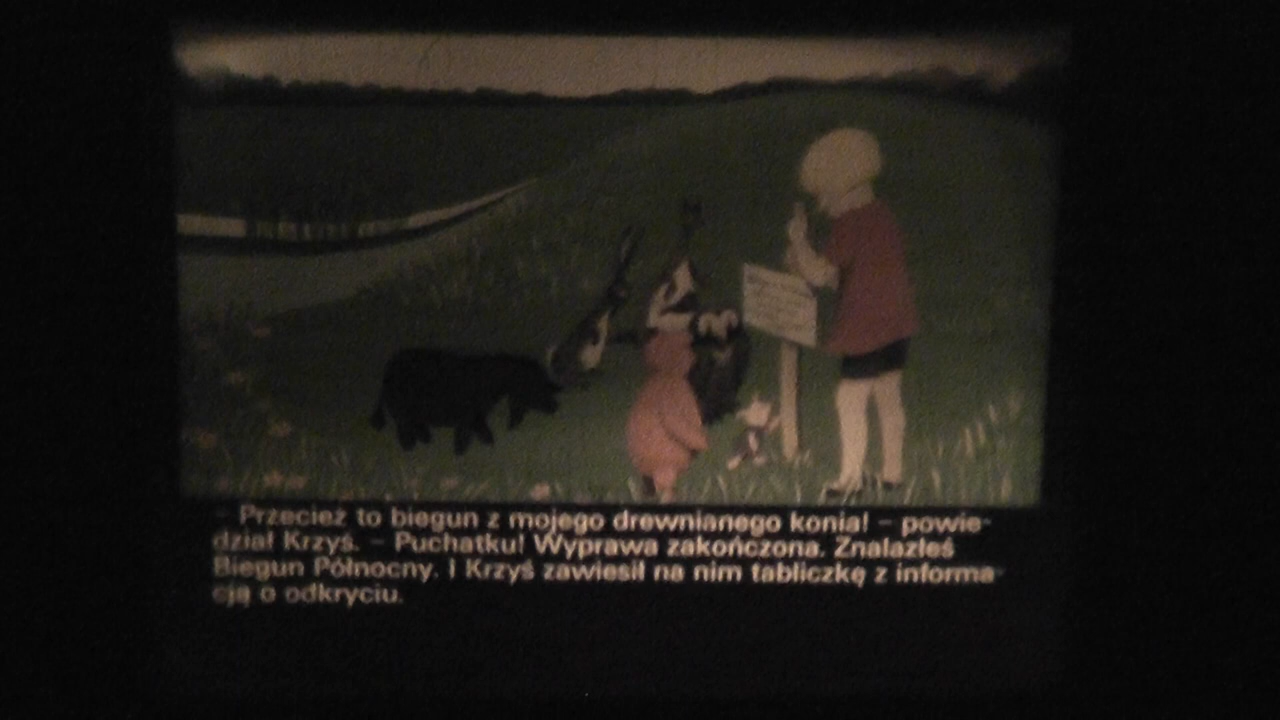 - Przecież to biegun z mojego drewnianego konia! - powie-
dział Krzyś. - Puchatku! Wyprawa zakończona. Znalazłeś
Biegun Północny. I Krzyś zawiesił na nim tabliczkę z informa-
cją o odkryciu.